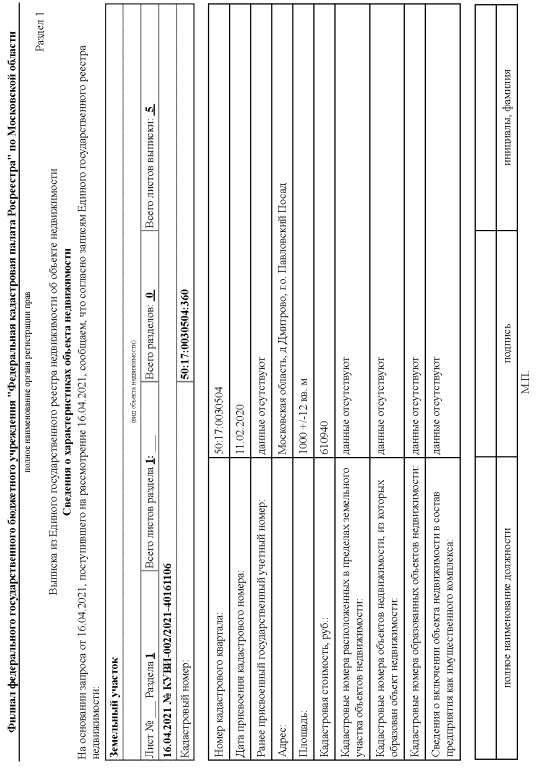 Филиал федерального государственного бюджетного учреждения "Федеральная кадастровая палата Росреестра" по Московской области
полное наименование органа регистрации прав
Раздел 1
Выписка из Единого государственного реестра недвижимости об объекте недвижимости
Сведения о характеристиках объекта недвижимости
На основании запроса от 16.04.2021, поступившего на рассмотрение 16.04.2021, сообщаем, что согласно записям Единого государственного реестра
недвижимости:
Земельный участок
(вид объекта недвижимости)
Лист № Раздела 1 Всего листов раздела 1: Всего разделов: 0 Всего листов выписки: 5
16.04.2021 № КУВИ-002/2021-40161106
Кадастровый номер: 50:17:0030504:360
Номер кадастрового квартала: 50:17:0030504
Дата присвоения кадастрового номера: 11.02.2020
Ранее присвоенный государственный учетный номер: данные отсутствуют
Адрес: Московская область, д Дмитрово, г.о. Павловский Посад
Площадь: 1000 +/-12 кв. м
Кадастровая стоимость, руб.: 610940
Кадастровые номера расположенных в пределах земельного данные отсутствуют
участка объектов недвижимости:
Кадастровые номера объектов недвижимости, из которых данные отсутствуют
образован объект недвижимости:
Кадастровые номера образованных объектов недвижимости: данные отсутствуют
Сведения о включении объекта недвижимости в состав данные отсутствуют
предприятия как имущественного комплекса:
полное наименование должности подпись инициалы, фамилия
М.П.